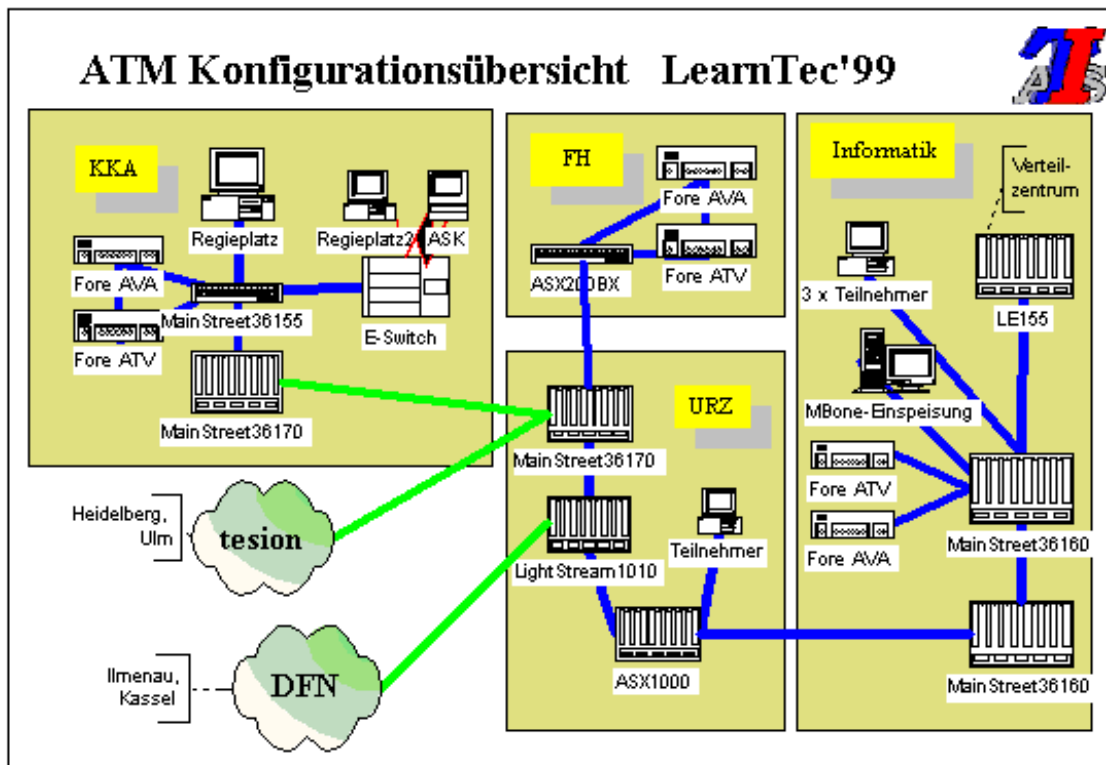 ATM Konfigurationsübersicht LearnTec'99
ATIS
KKA
Regieplatz
Regieplatz2
ASK
Fore AVA
MainStreet36155
E-Switch
Fore ATV
MainStreet36170
FH
Fore AVA
Fore ATV
ASX200BX
Informatik
Verteil-
zentrum
3 x Teilnehmer
LE155
MBone-Einspeisung
Fore ATV
Fore AVA
MainStreet36160
MainStreet36160
URZ
MainStreet36170
Teilnehmer
LightStream1010
ASX1000
Heidelberg,
Ulm
tesion
Ilmenau,
Kassel
DFN